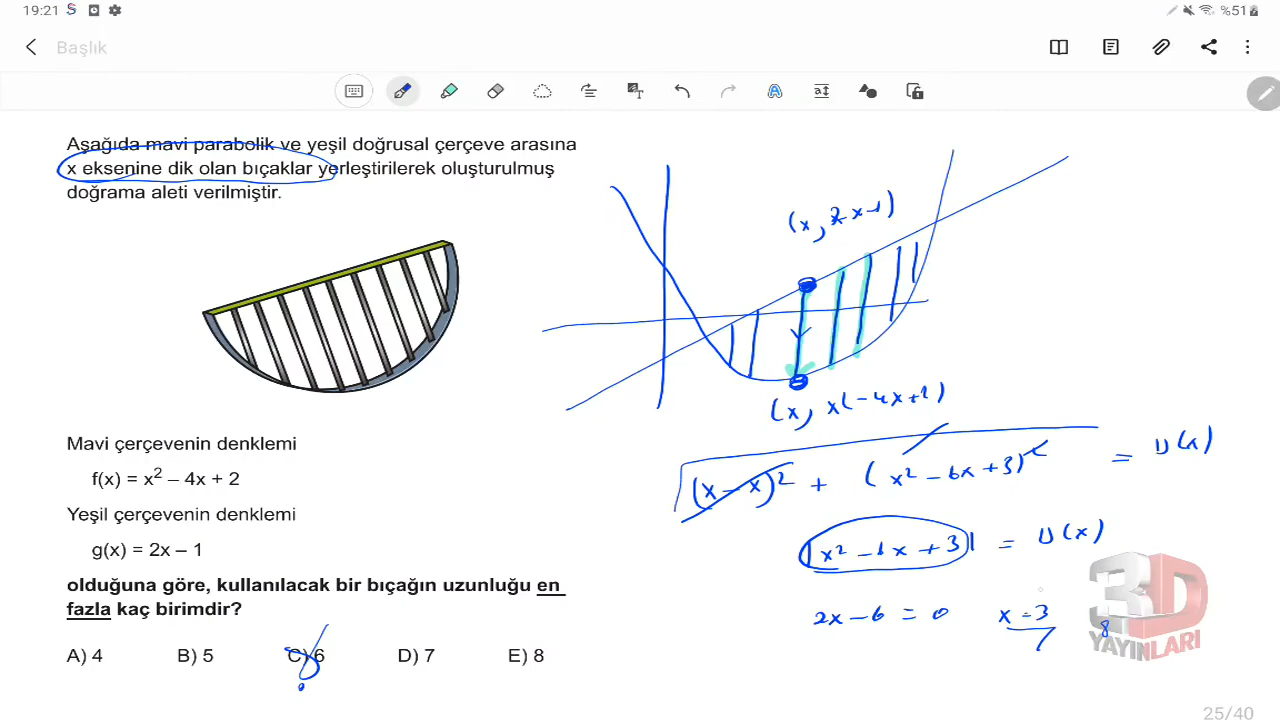 19:21 %51
Başlık
Aşağıda mavi parabolik ve yeşil doğrusal çerçeve arasına
x eksenine dik olan bıçaklar yerleştirilerek oluşturulmuş
doğrama aleti verilmiştir.
(x, 2x-1)
(x, x(-4x+2)
Mavi çerçevenin denklemi
f(x) = x² – 4x + 2
Yeşil çerçevenin denklemi
g(x) = 2x – 1
olduğuna göre, kullanılacak bir bıçağın uzunluğu en
fazla kaç birimdir?
A) 4 B) 5 C) 6 D) 7 E) 8
(x-x)² + (x²-6x+3)² = U(x)
|x²-6x+3| = U(x)
2x-6=0 x=3
8
3D
YAYINLARI
25/40